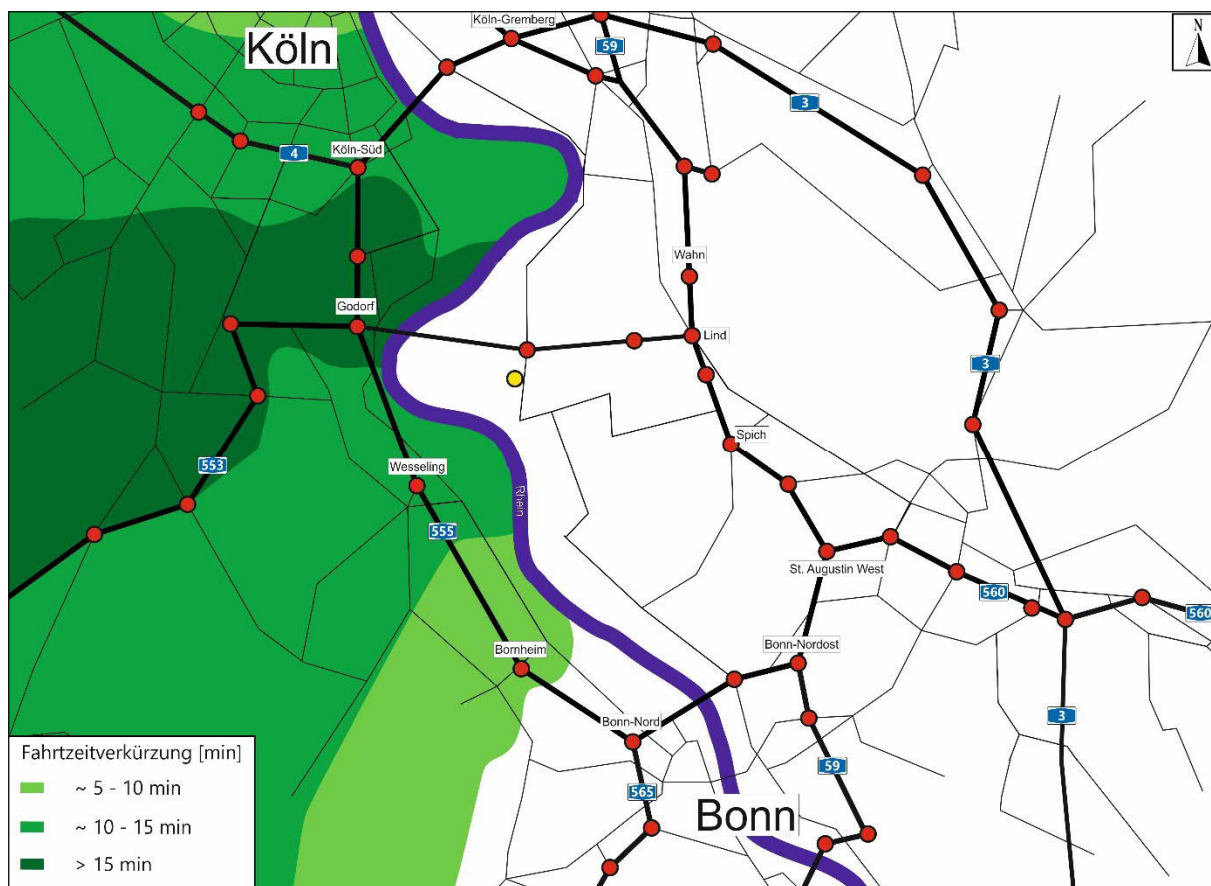 Köln-Gremberg
N
Köln
59
3
Köln-Süd
4
Wahn
Godorf
Lind
3
Spich
Wesseling
553
Rhein
555
St. Augustin West
560
560
Bornheim
Bonn-Nordost
Bonn-Nord
3
59
565
Bonn
Fahrtzeitverkürzung [min]
~ 5 - 10 min
~ 10 - 15 min
> 15 min